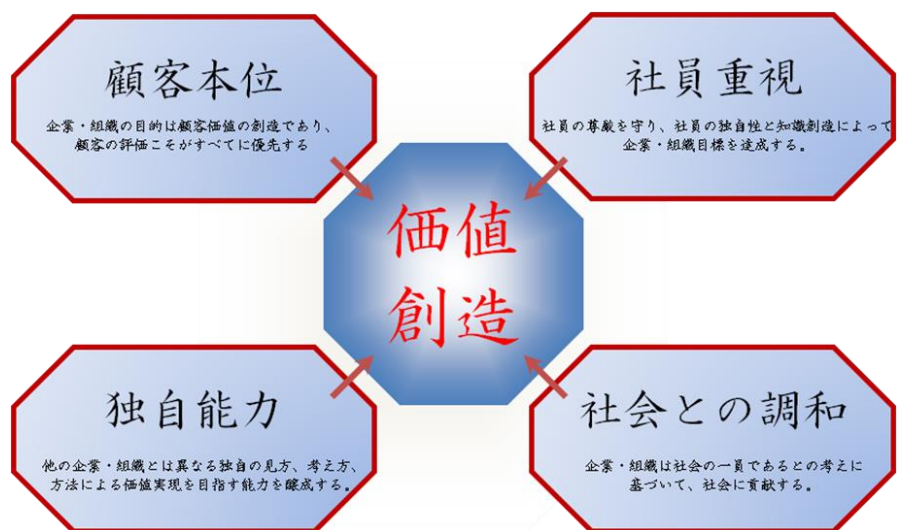 顧客本位
企業・組織の目的は顧客価値の創造であり、
顧客の評価こそがすべてに優先する
社員重視
社員の尊厳を守り、社員の独自性と知識創造によって
企業・組織目標を達成する。
価値
創造
独自能力
他の企業・組織とは異なる独自の見方、考え方、
方法による価値実現を目指す能力を醸成する。
社会との調和
企業・組織は社会の一員であるとの考えに
基づいて、社会に貢献する。